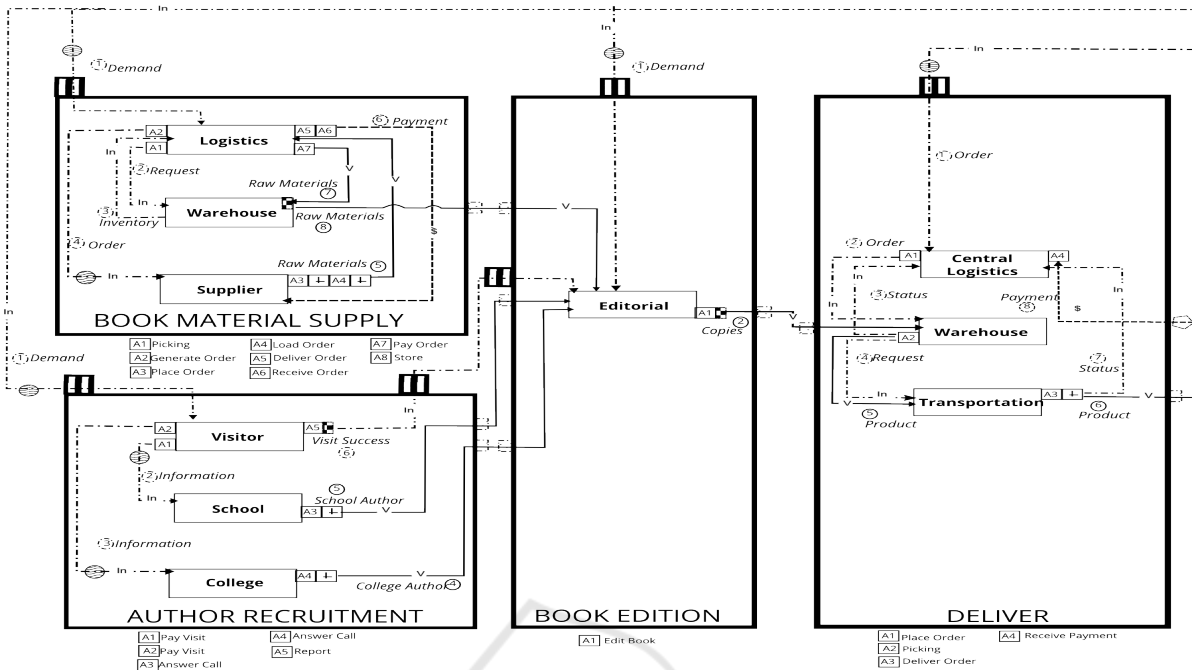 In
In
In
① Demand
① Demand
A2 Logistics A5 A6
A1 A7
⑥ Payment
In
② Request
V
V
Raw Materials
⑦
① Order
In
Warehouse
③
Inventory
Raw Materials
⑧
V
$
④ Order
Raw Materials ⑤
In
Supplier A3 A4
BOOK MATERIAL SUPPLY
A1 Picking A4 Load Order A7 Pay Order
A2 Generate Order A5 Deliver Order A8 Store
A3 Place Order A6 Receive Order
In
① Demand
Editorial A1
Copies ②
V
② Order
A1 Central Logistics A4
In
③ Status
In
Payment
⑧
$
In
Warehouse
A2
④ Request
⑦
Status
In
Transportation A3
V
V
⑤
Product
⑥
Product
In
A2 Visitor A5
A1
Visit Success
⑥
② Information
In
School A3
⑤
School Author
V
③ Information
In
College A4
V
College Author ④
AUTHOR RECRUITMENT
BOOK EDITION
DELIVER
A1 Pay Visit A4 Answer Call
A2 Pay Visit A5 Report
A3 Answer Call
A1 Edit Book
A1 Place Order A4 Receive Payment
A2 Picking
A3 Deliver Order